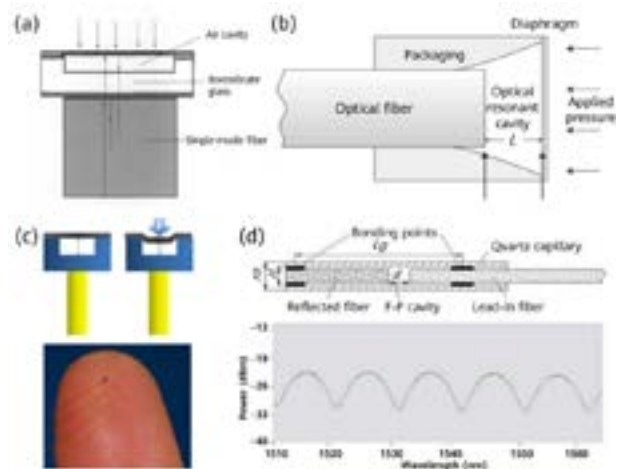 (a)
Air cavity
Borosilicate
glass
Single-mode fiber
(b)
Diaphragm
Packaging
Optical fiber
Optical
resonant
cavity
L
Applied
pressure
(c)
(d)
Bonding points
Quartz capillary
Reflected fiber
F-P cavity
Lead-in fiber
Power (dBm)
-40
1510
1520
1530
1540
1550
1560
Wavelength (nm)